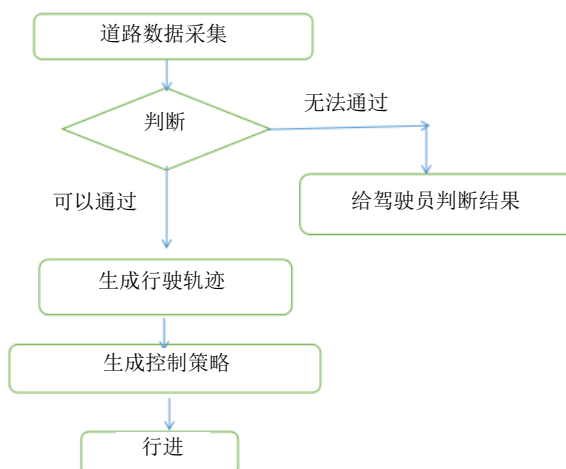 道路数据采集
无法通过
判断
可以通过
给驾驶员判断结果
生成行驶轨迹
生成控制策略
行进